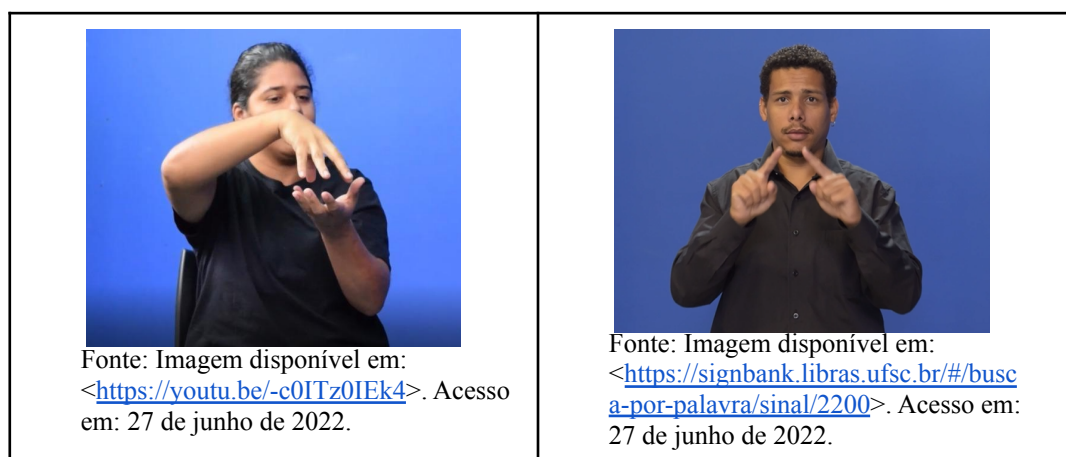 Fonte: Imagem disponível em:
<https://youtu.be/-c0ITz0IEk4>. Acesso
em: 27 de junho de 2022.
Fonte: Imagem disponível em:
<https://signbank.libras.ufsc.br/#/busc
a-por-palavra/sinal/2200>. Acesso em:
27 de junho de 2022.